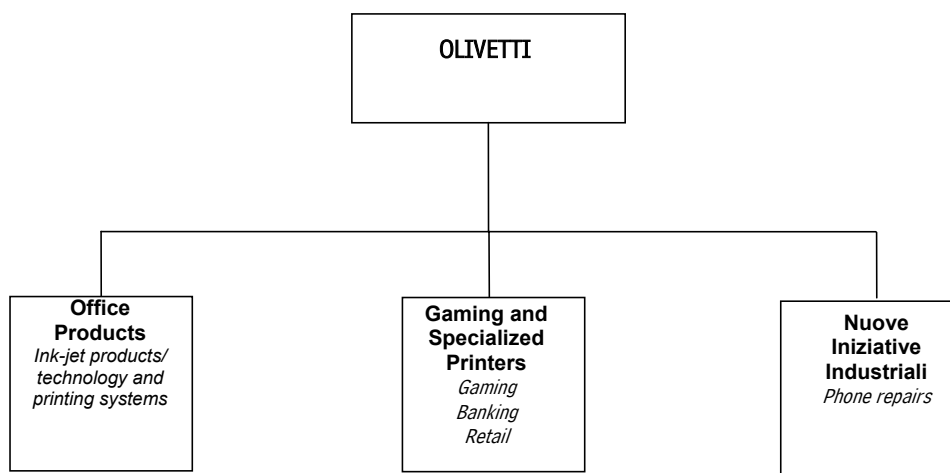 OLIVETTI
Office
Products
Ink-jet products/
technology and
printing systems
Gaming and
Specialized
Printers
Gaming
Banking
Retail
Nuove
Iniziative
Industriali
Phone repairs